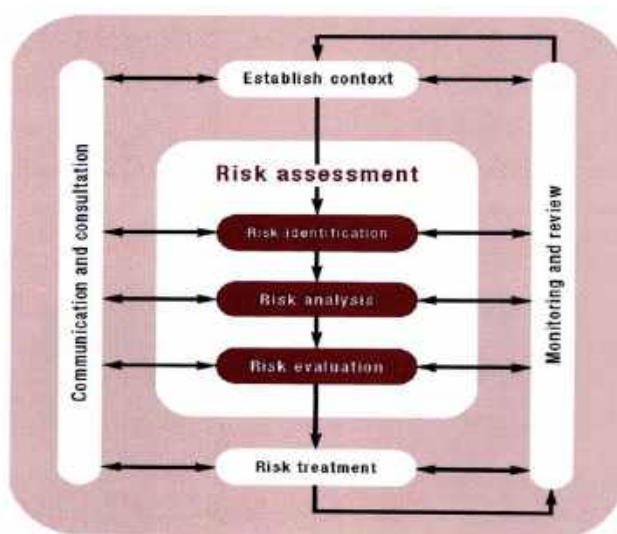 Establish context
Communication and consultation
Risk assessment
Risk identification
Risk analysis
Risk evaluation
Monitoring and review
Risk treatment